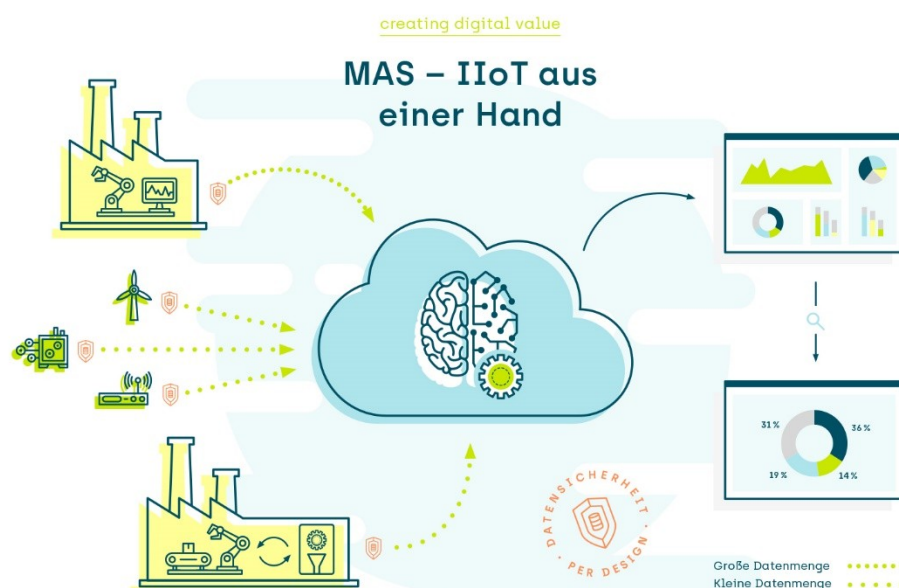 creating digital value
MAS – IIoT aus
einer Hand
31 %
36 %
19 %
14 %
DATENSICHERHEIT
· PER DESIGN ·
Große Datenmenge
Kleine Datenmenge